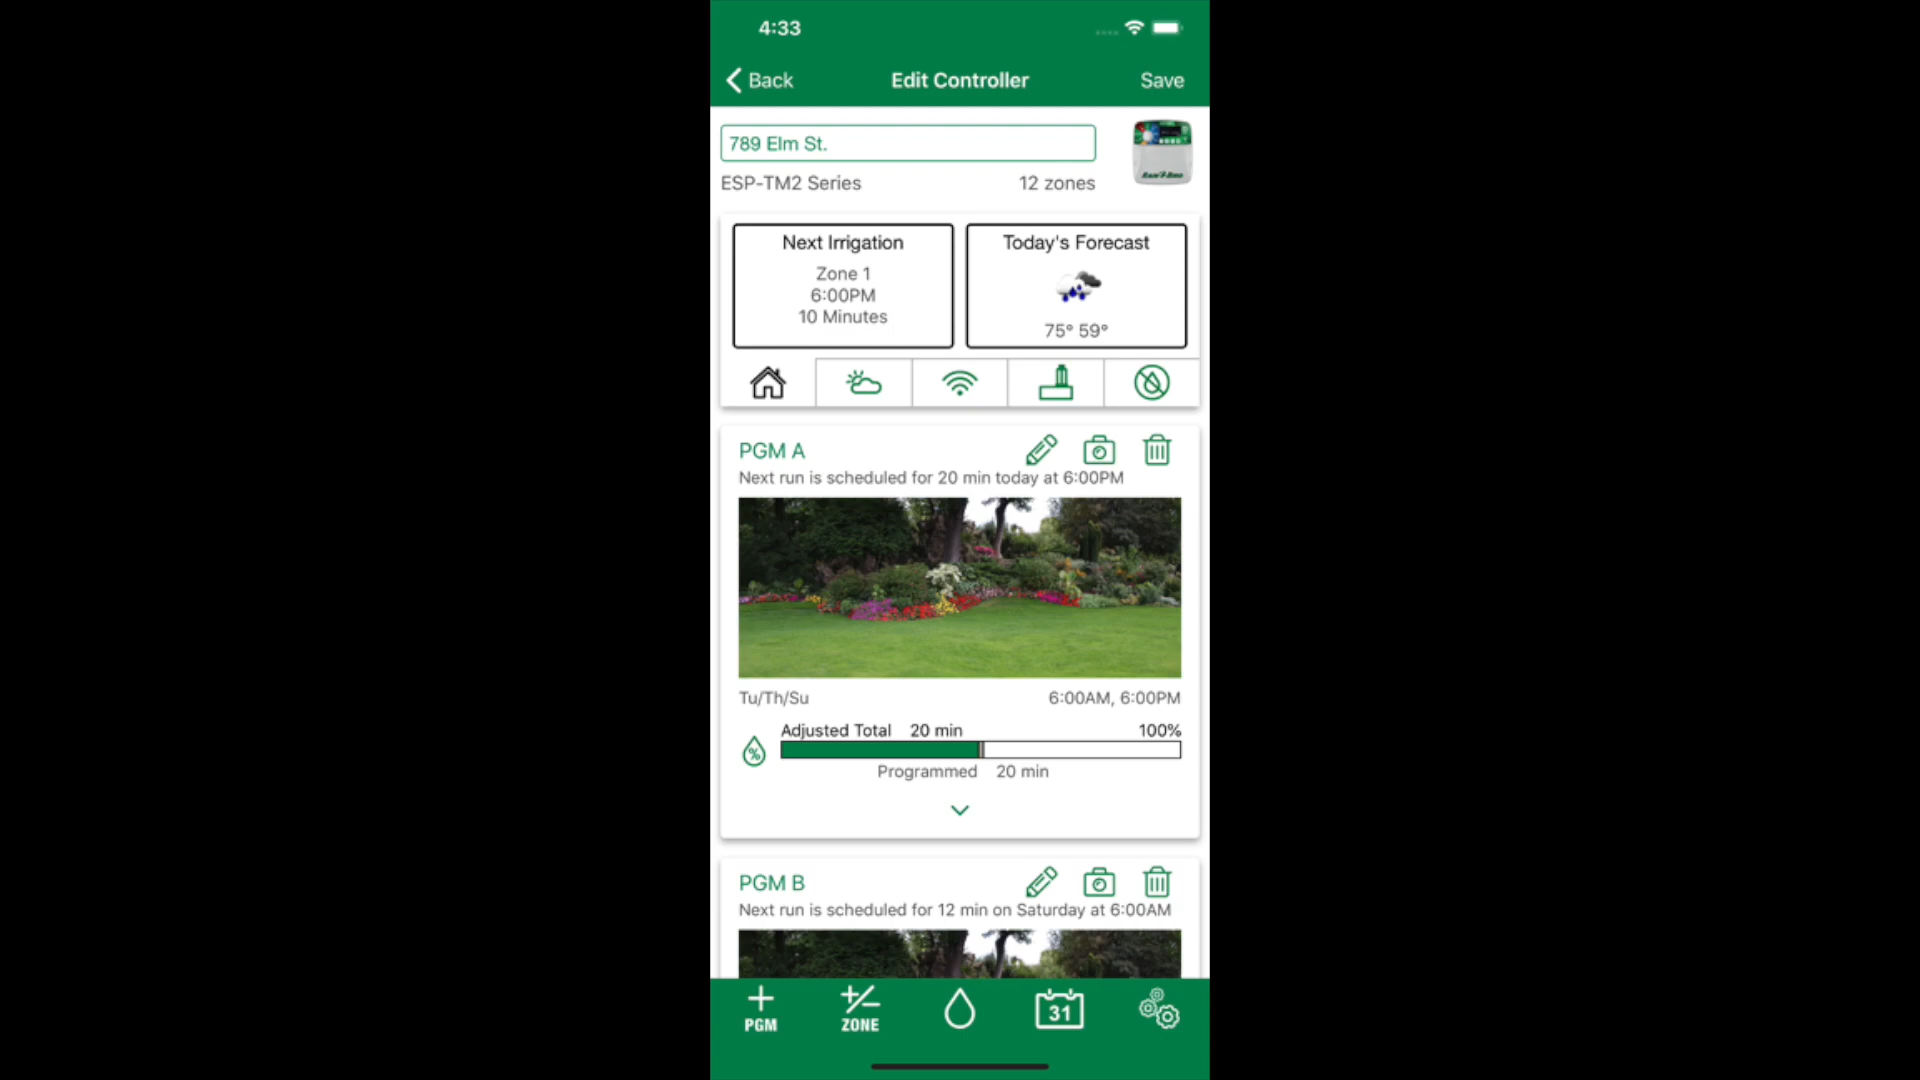 4:33
Back
Edit Controller
Save
789 Elm St.
ESP-TM2 Series
12 zones
RAIN BIRD
Next Irrigation
Zone 1
6:00PM
10 Minutes
Today's Forecast
75° 59°
PGM A
Next run is scheduled for 20 min today at 6:00PM
Tu/Th/Su
6:00AM, 6:00PM
Adjusted Total 20 min
100%
%
Programmed 20 min
PGM B
Next run is scheduled for 12 min on Saturday at 6:00AM
+
PGM
+/−
ZONE
31